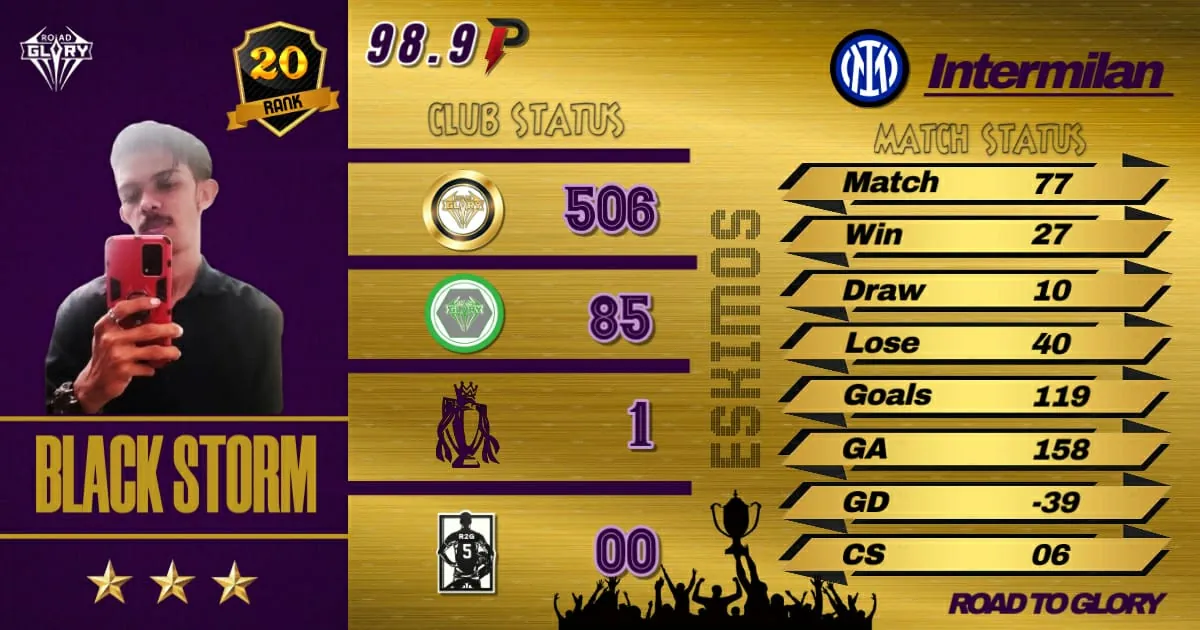 ROAD
GLORY
20
RANK
BLACK STORM
98.9 P
CLUB STATUS
GLORY
506
GLORY
85
1
R2G
5
00
ESKIMOS
Intermilan
MATCH STATUS
Match 77
Win 27
Draw 10
Lose 40
Goals 119
GA 158
GD -39
CS 06
ROAD TO GLORY